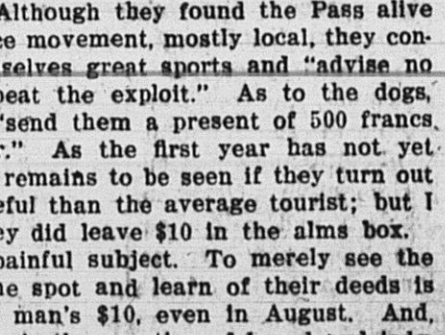 Although they found the Pass alive
ce movement, mostly local, they con-
selves great sports and "advise no
peat the exploit." As to the dogs,
"send them a present of 500 francs
r." As the first year has not yet
remains to be seen if they turn out
eful than the average tourist; but I
ey did leave $10 in the alms box.
painful subject. To merely see the
he spot and learn of their deeds is
man's $10, even in August. And,